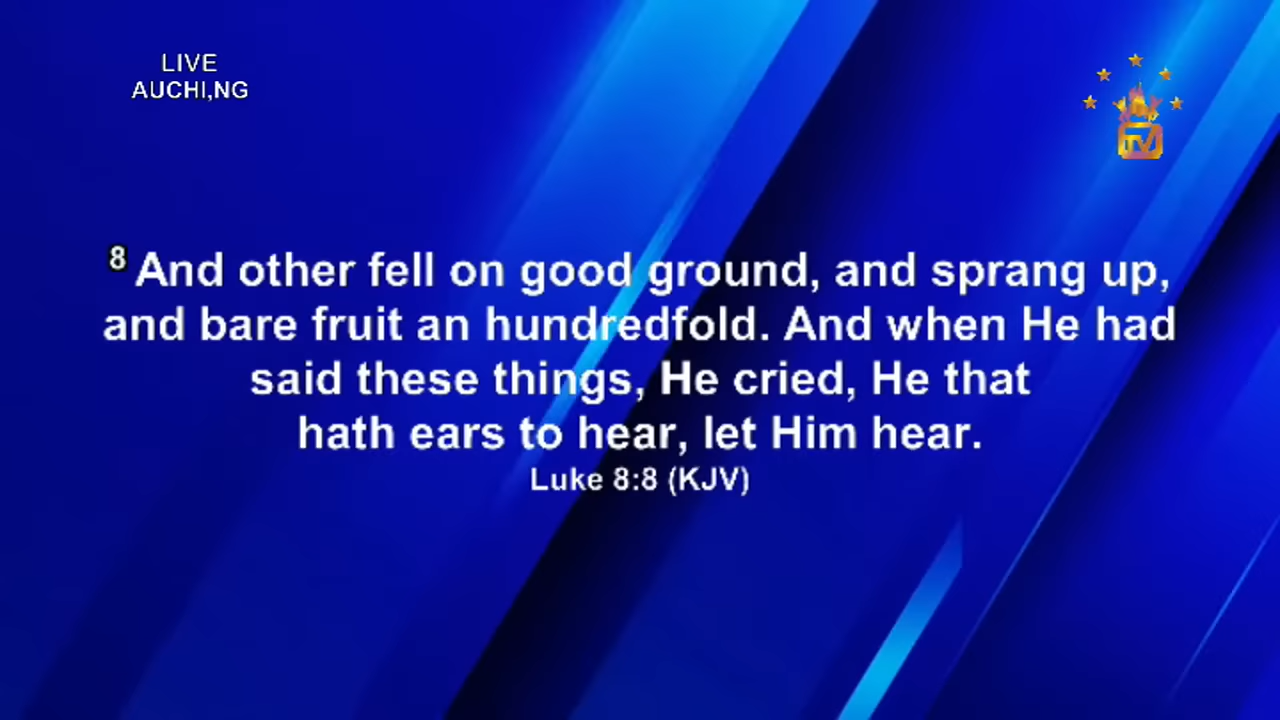 LIVE
AUCHI,NG
TV
8 And other fell on good ground, and sprang up,
and bare fruit an hundredfold. And when He had
said these things, He cried, He that
hath ears to hear, let Him hear.
Luke 8:8 (KJV)